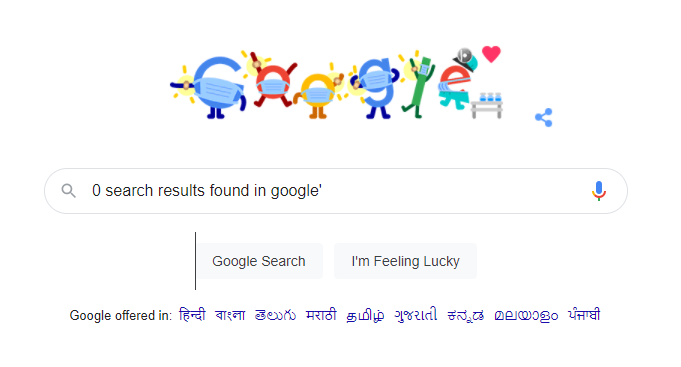 Google
0 search results found in google'
Google Search I'm Feeling Lucky
Google offered in: हिन्दी বাংলা తెలుగు मराठी தமிழ் ગુજરાતી ಕನ್ನಡ മലയാളം ਪੰਜਾਬੀ